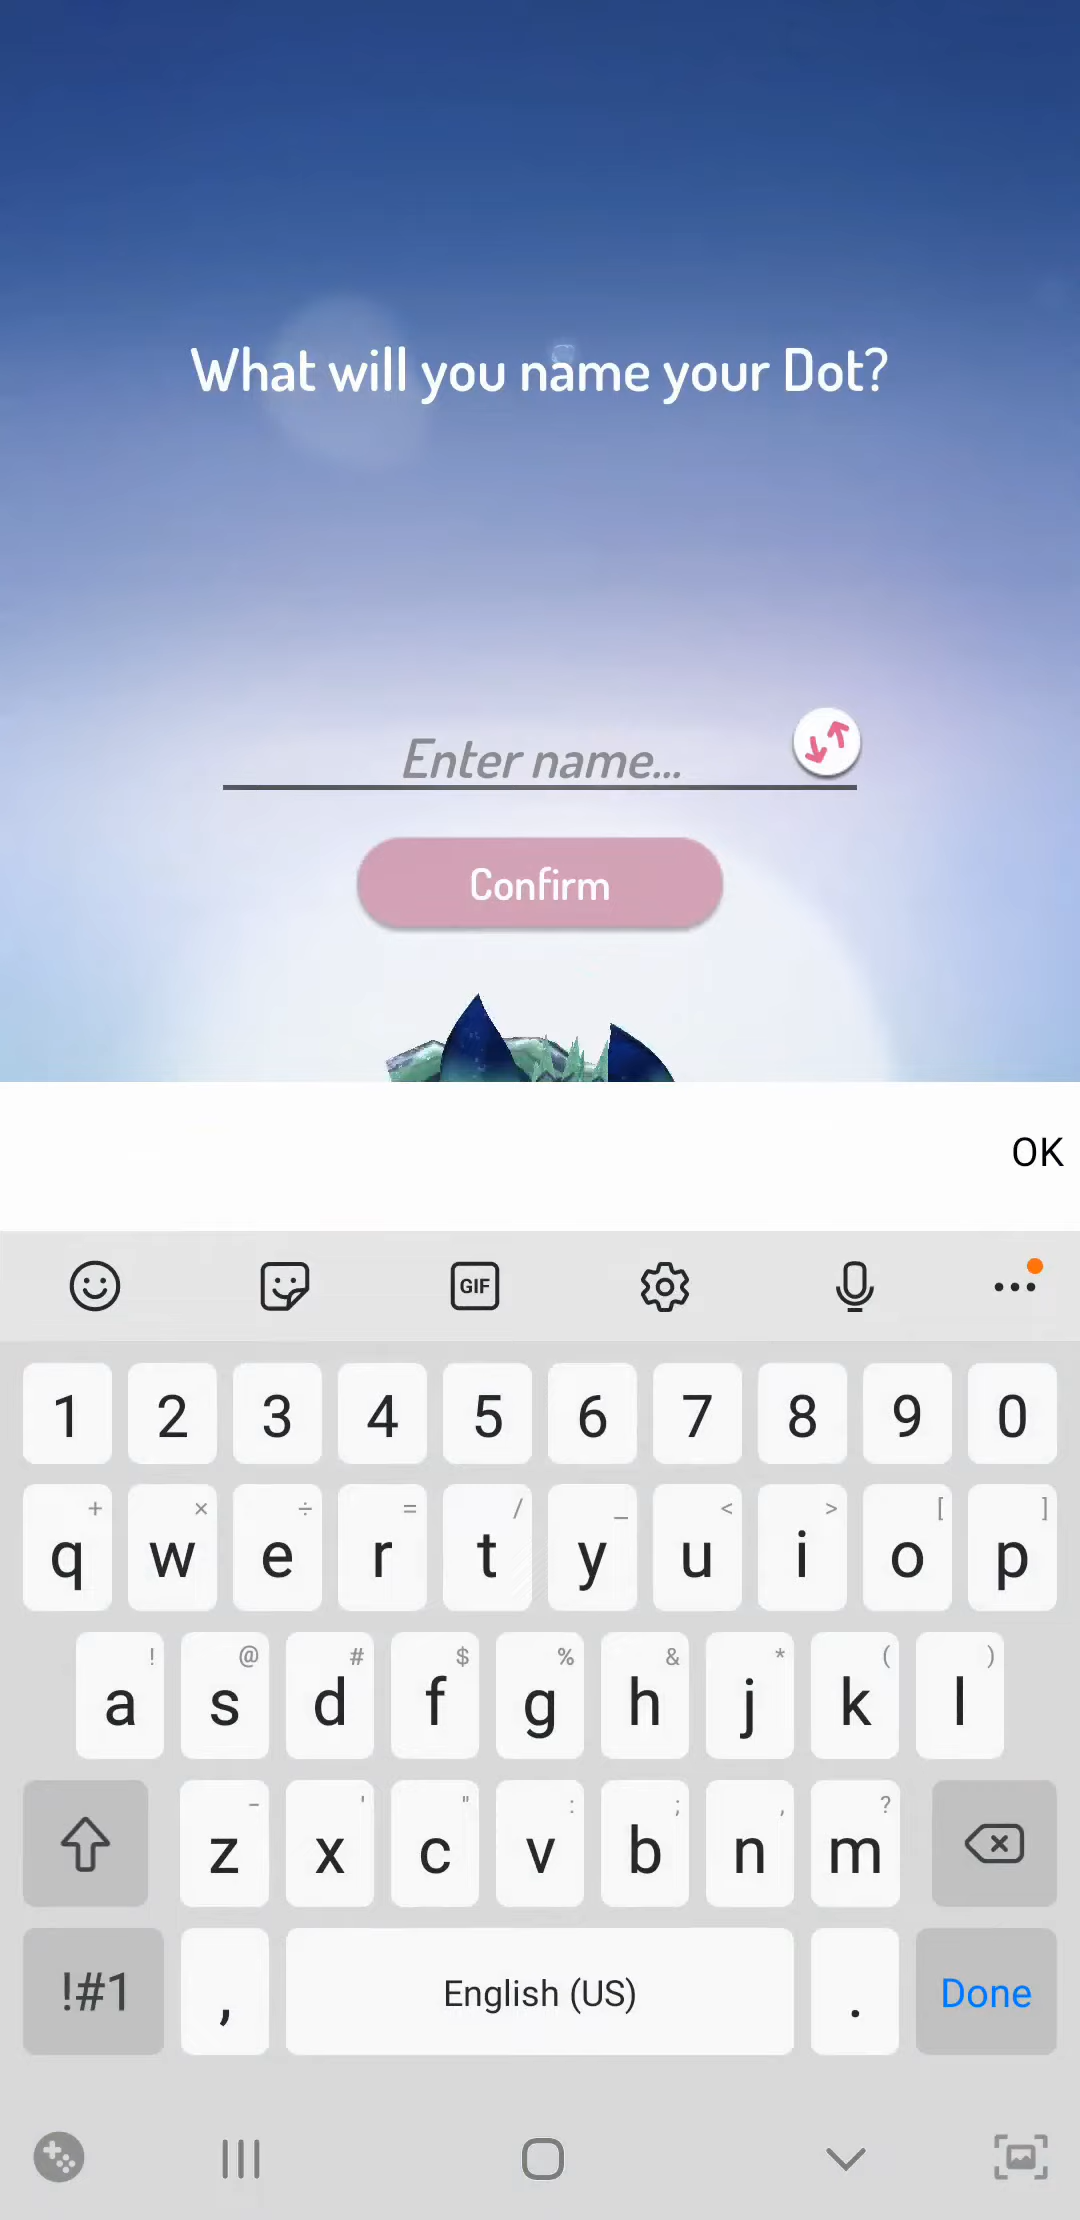 What will you name your Dot?
Enter name...
Confirm
OK
GIF
1 2 3 4 5 6 7 8 9 0
+ × ÷ = / _ < > [ ]
q w e r t y u i o p
! @ # $ % & * ( )
a s d f g h j k l
- ' " : ; , ?
z x c v b n m
!#1 , English (US) . Done